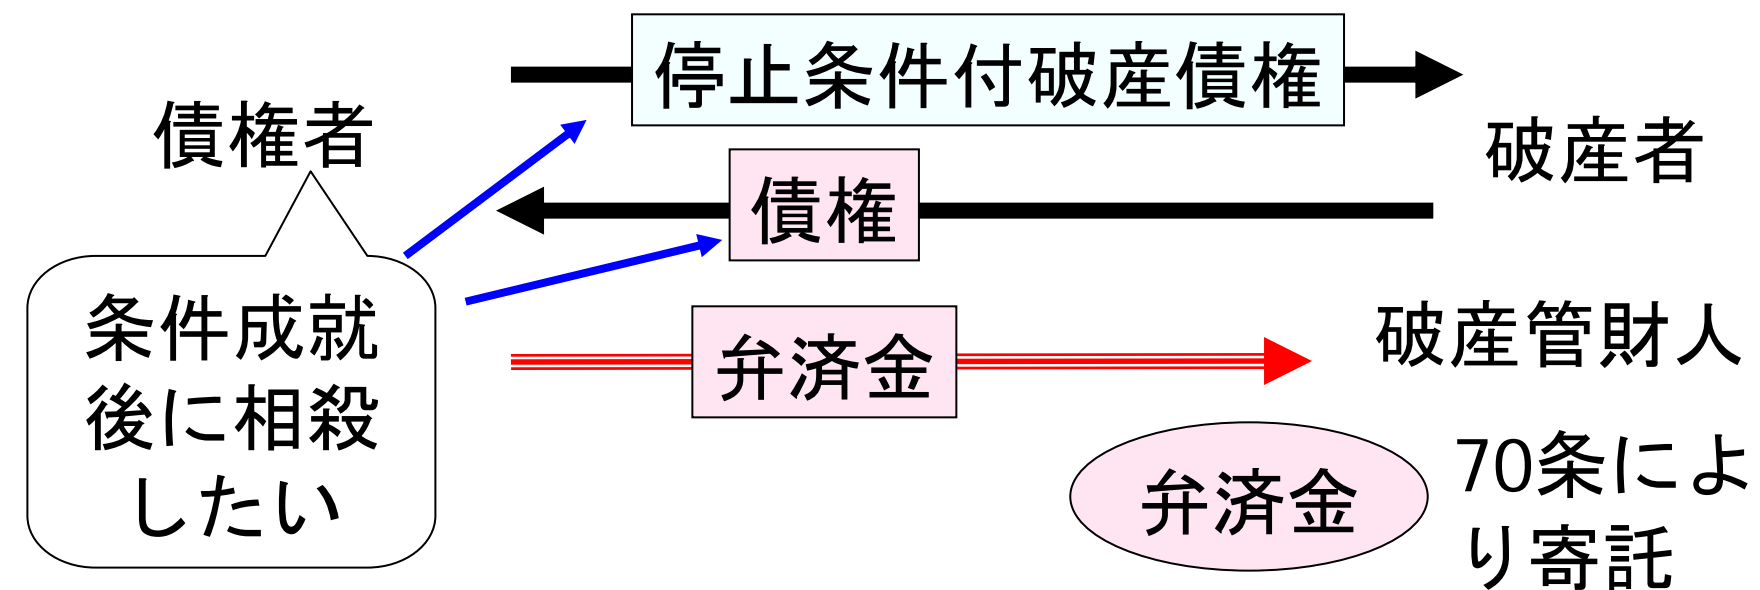 停止条件付破産債権
債権者
破産者
債権
条件成就
後に相殺
したい
弁済金
破産管財人
弁済金
70条によ
り寄託